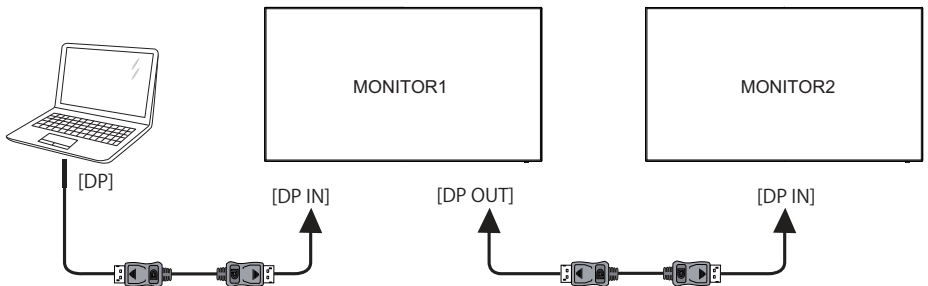 MONITOR1
MONITOR2
[DP]
[DP IN]
[DP OUT]
[DP IN]